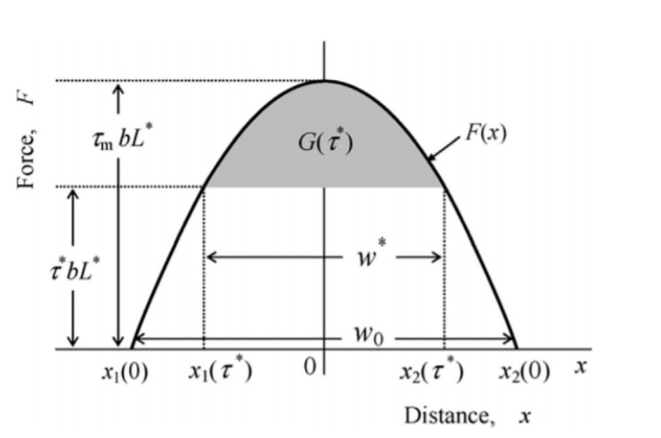 Force, F
τₘ bL*
G(τ*)
F(x)
τ*bL*
w*
w₀
x₁(0)
x₁(τ*)
0
x₂(τ*)
x₂(0)
x
Distance, x